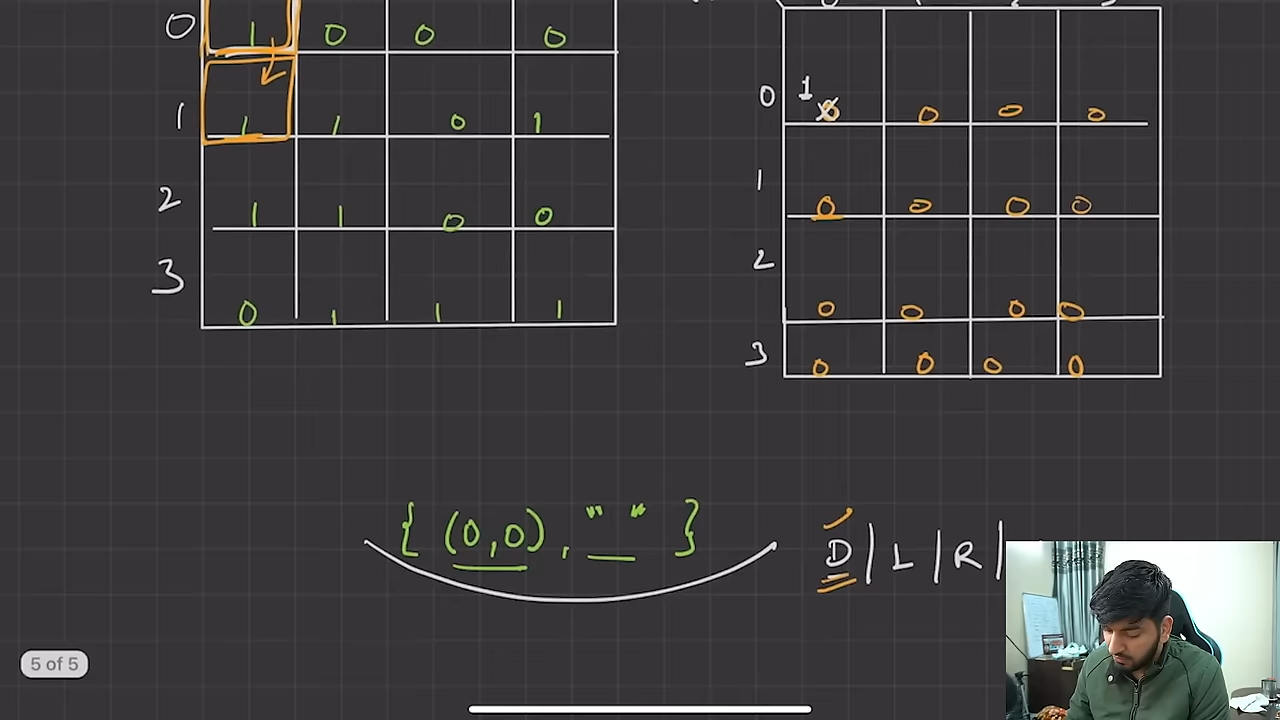 0 1 0 0 0
1 1 1 0 1
2 1 1 0 0
3 0 1 1 1
0 1 0 0 0 0
1 0 0 0 0
2 0 0 0 0
3 0 0 0 0
{ (0,0), " " } D | L | R |
5 of 5